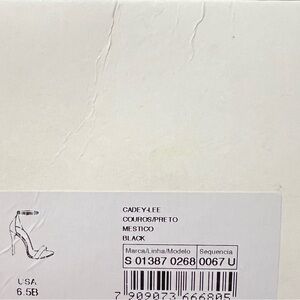 CADEY-LEE
COUROS/PRETO
MESTICO
BLACK
Marca/Linha/Modelo Sequencia
S 01387 0268 0067 U
USA
6.5B
7 909073 666805